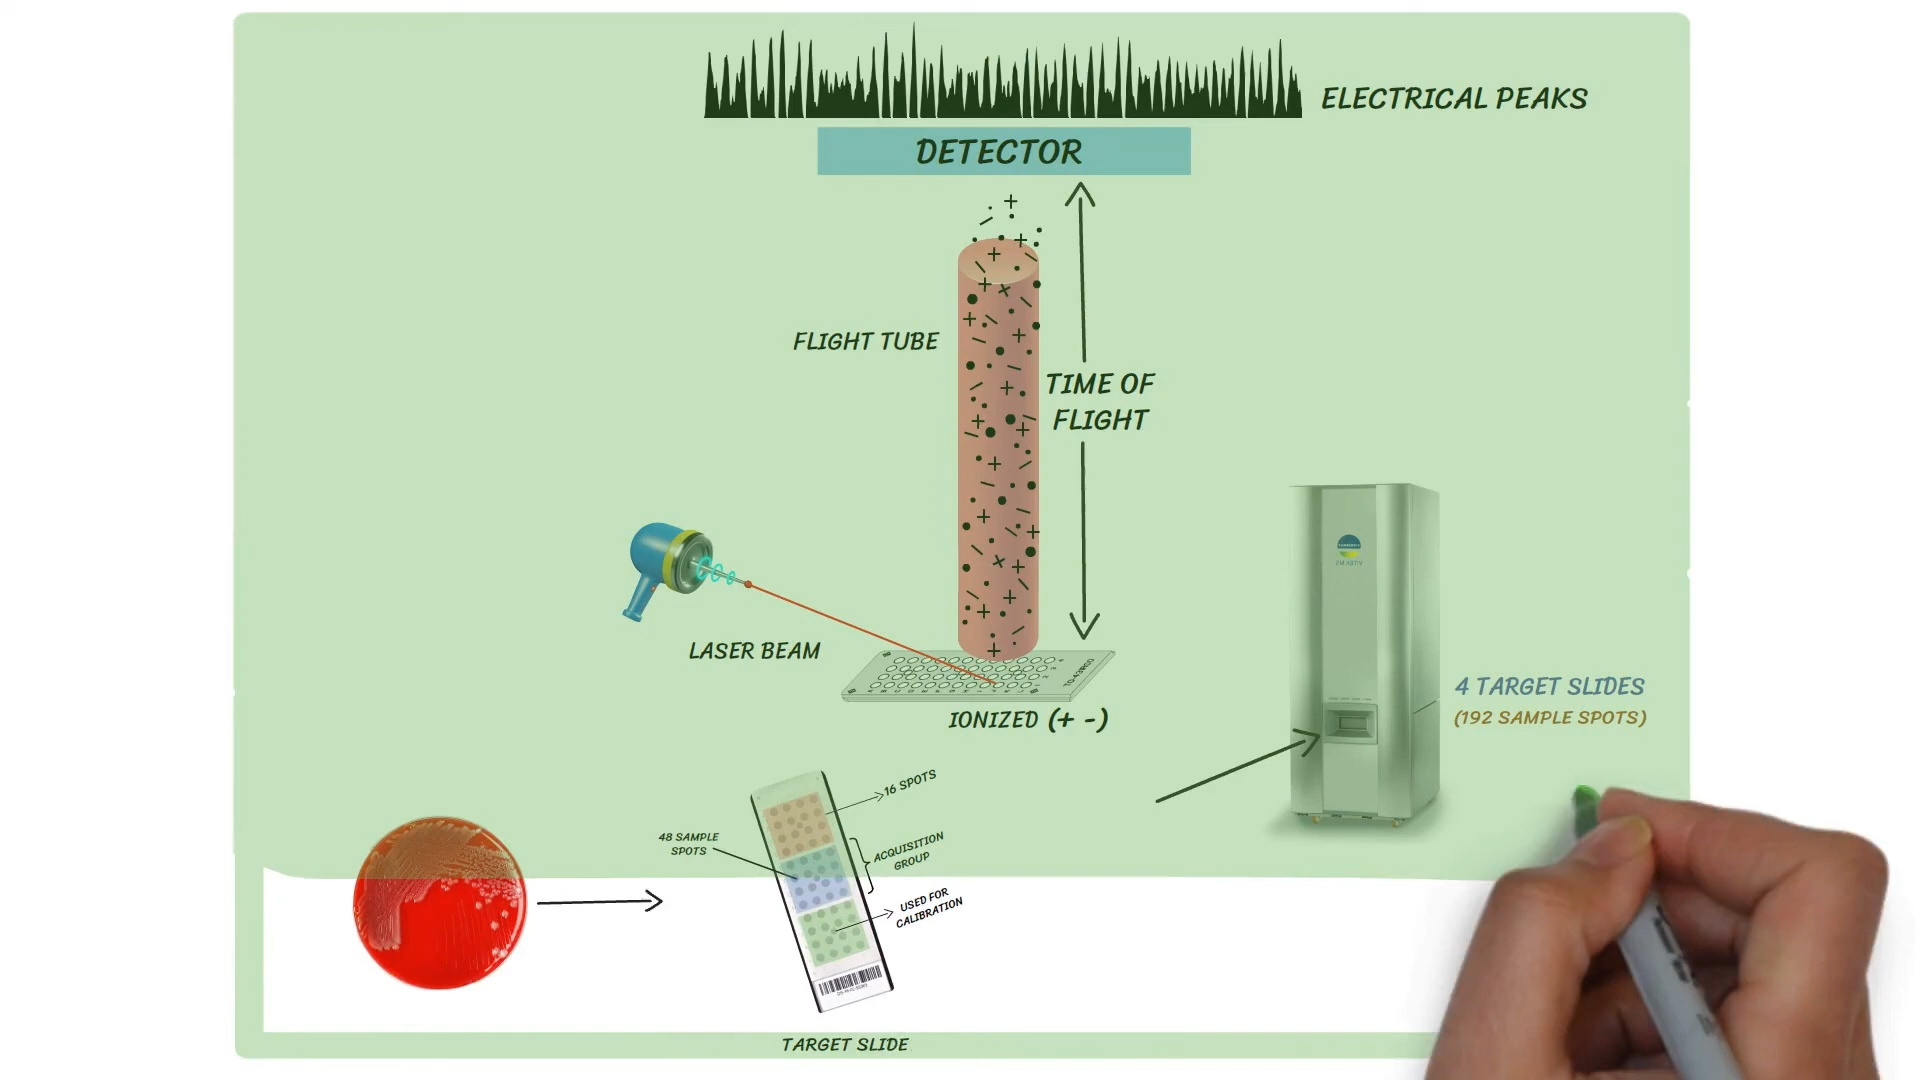 ELECTRICAL PEAKS
DETECTOR
FLIGHT TUBE
TIME OF
FLIGHT
LASER BEAM
IONIZED (+ -)
4 TARGET SLIDES
(192 SAMPLE SPOTS)
16 SPOTS
48 SAMPLE
SPOTS
ACQUISITION
GROUP
USED FOR
CALIBRATION
TARGET SLIDE